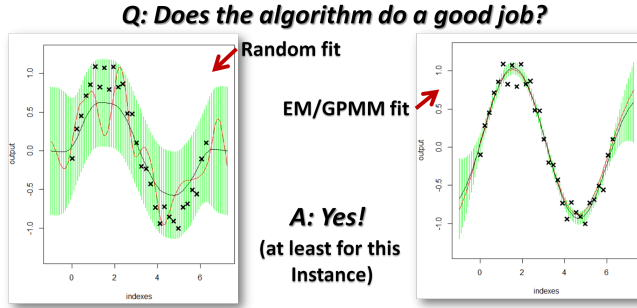 Q: Does the algorithm do a good job?
Random fit
EM/GPMM fit
A: Yes!
(at least for this
Instance)
output
1.0
0.5
0.0
-0.5
-1.0
0
2
4
6
indexes
output
1.0
0.5
0.0
-0.5
-1.0
0
2
4
6
indexes